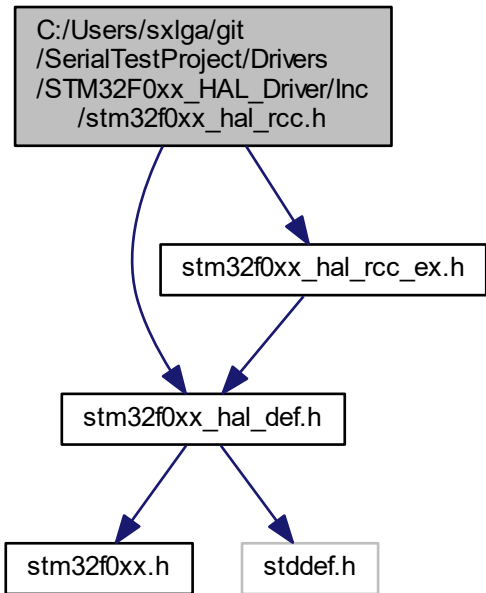 C:/Users/sxlga/git
/SerialTestProject/Drivers
/STM32F0xx_HAL_Driver/Inc
/stm32f0xx_hal_rcc.h
stm32f0xx_hal_rcc_ex.h
stm32f0xx_hal_def.h
stm32f0xx.h
stddef.h